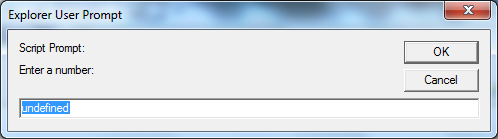 Explorer User Prompt
Script Prompt:
OK
Enter a number:
Cancel
undefined